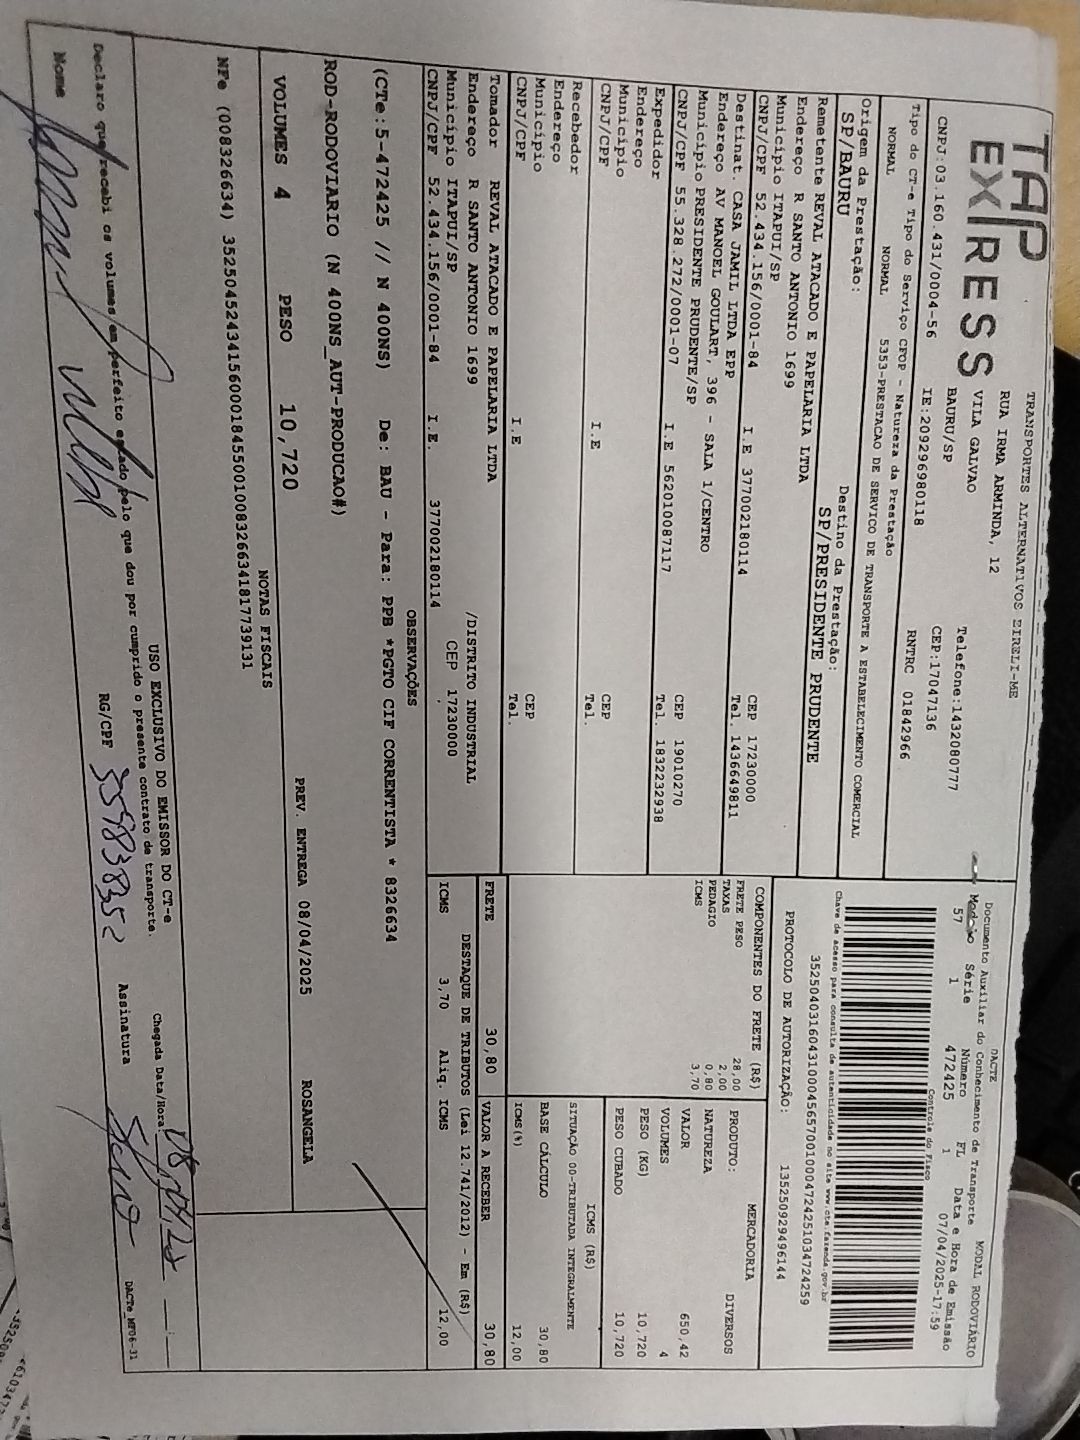 TAP
EXPRESS
TRANSPORTES ALTERNATIVOS EIRELI-ME
RUA IRMA ARMINDA, 12
VILA GALVAO
BAURU/SP
Telefone:1432080777
CEP:17047136
CNPJ:03.160.431/0004-56 IE:209296980118 RNTRC 01842966
Tipo do CT-e Tipo do Serviço CFOP - Natureza da Prestação
NORMAL NORMAL 5353-PRESTACAO DE SERVICO DE TRANSPORTE A ESTABELECIMENTO COMERCIAL
Origem da Prestação: Destino da Prestação:
SP/BAURU SP/PRESIDENTE PRUDENTE
Remetente REVAL ATACADO E PAPELARIA LTDA
Endereço R SANTO ANTONIO 1699
Município ITAPUI/SP CEP 17230000
CNPJ/CPF 52.434.156/0001-84 I.E 377002180114 Tel. 1436649811
Destinat. CASA JAMIL LTDA EPP
Endereço AV MANOEL GOULART, 396 - SALA 1/CENTRO
Município PRESIDENTE PRUDENTE/SP CEP 19010270
CNPJ/CPF 55.328.272/0001-07 I.E 562010087117 Tel. 1832232938
Expedidor
Endereço
Município CEP
CNPJ/CPF I.E Tel.
Recebedor
Endereço
Município CEP
CNPJ/CPF I.E Tel.
Tomador REVAL ATACADO E PAPELARIA LTDA
Endereço R SANTO ANTONIO 1699 /DISTRITO INDUSTRIAL
Município ITAPUI/SP CEP 17230000
CNPJ/CPF 52.434.156/0001-84 I.E. 377002180114
DACTE
Documento Auxiliar do Conhecimento de Transporte MODAL RODOVIÁRIO
Modelo Série Número FL Data e Hora de Emissão
57 1 472425 1 07/04/2025-17:59
Controle do Fisco
Chave de acesso para consulta de autenticidade no site www.cte.fazenda.gov.br
35250403160431000456570010004724251034724259
PROTOCOLO DE AUTORIZAÇÃO: 135250929496144
COMPONENTES DO FRETE (R$)
FRETE PESO 28,00
TAXAS 2,00
PEDAGIO 0,80
ICMS 3,70
MERCADORIA
PRODUTO: DIVERSOS
NATUREZA
VALOR 650,42
VOLUMES 4
PESO (KG) 10,720
PESO CUBADO 10,720
ICMS (R$)
SITUAÇÃO 00-TRIBUTADA INTEGRALMENTE
BASE CÁLCULO 30,80
ICMS(%) 12,00
FRETE 30,80 VALOR A RECEBER 30,80
DESTAQUE DE TRIBUTOS (Lei 12.741/2012) - Em (R$)
ICMS 3,70 Aliq. ICMS 12,00
OBSERVAÇÕES
(CTe:5-472425 // N 400NS) De: BAU - Para: PPB *PGTO CIF CORRENTISTA * 8326634
ROD-RODOVIARIO (N 400NS_AUT-PRODUCAO#)
VOLUMES 4 PESO 10,720 PREV. ENTREGA 08/04/2025 ROSANGELA
NOTAS FISCAIS
NFe (008326634) 35250452434156000184550010083266341817739131
USO EXCLUSIVO DO EMISSOR DO CT-e
Declaro que recebi os volumes em perfeito estado pelo que dou por cumprido o presente contrato de transporte.
Chegada Data/Hora:
Nome RG/CPF Assinatura
DACTe_MF06-31